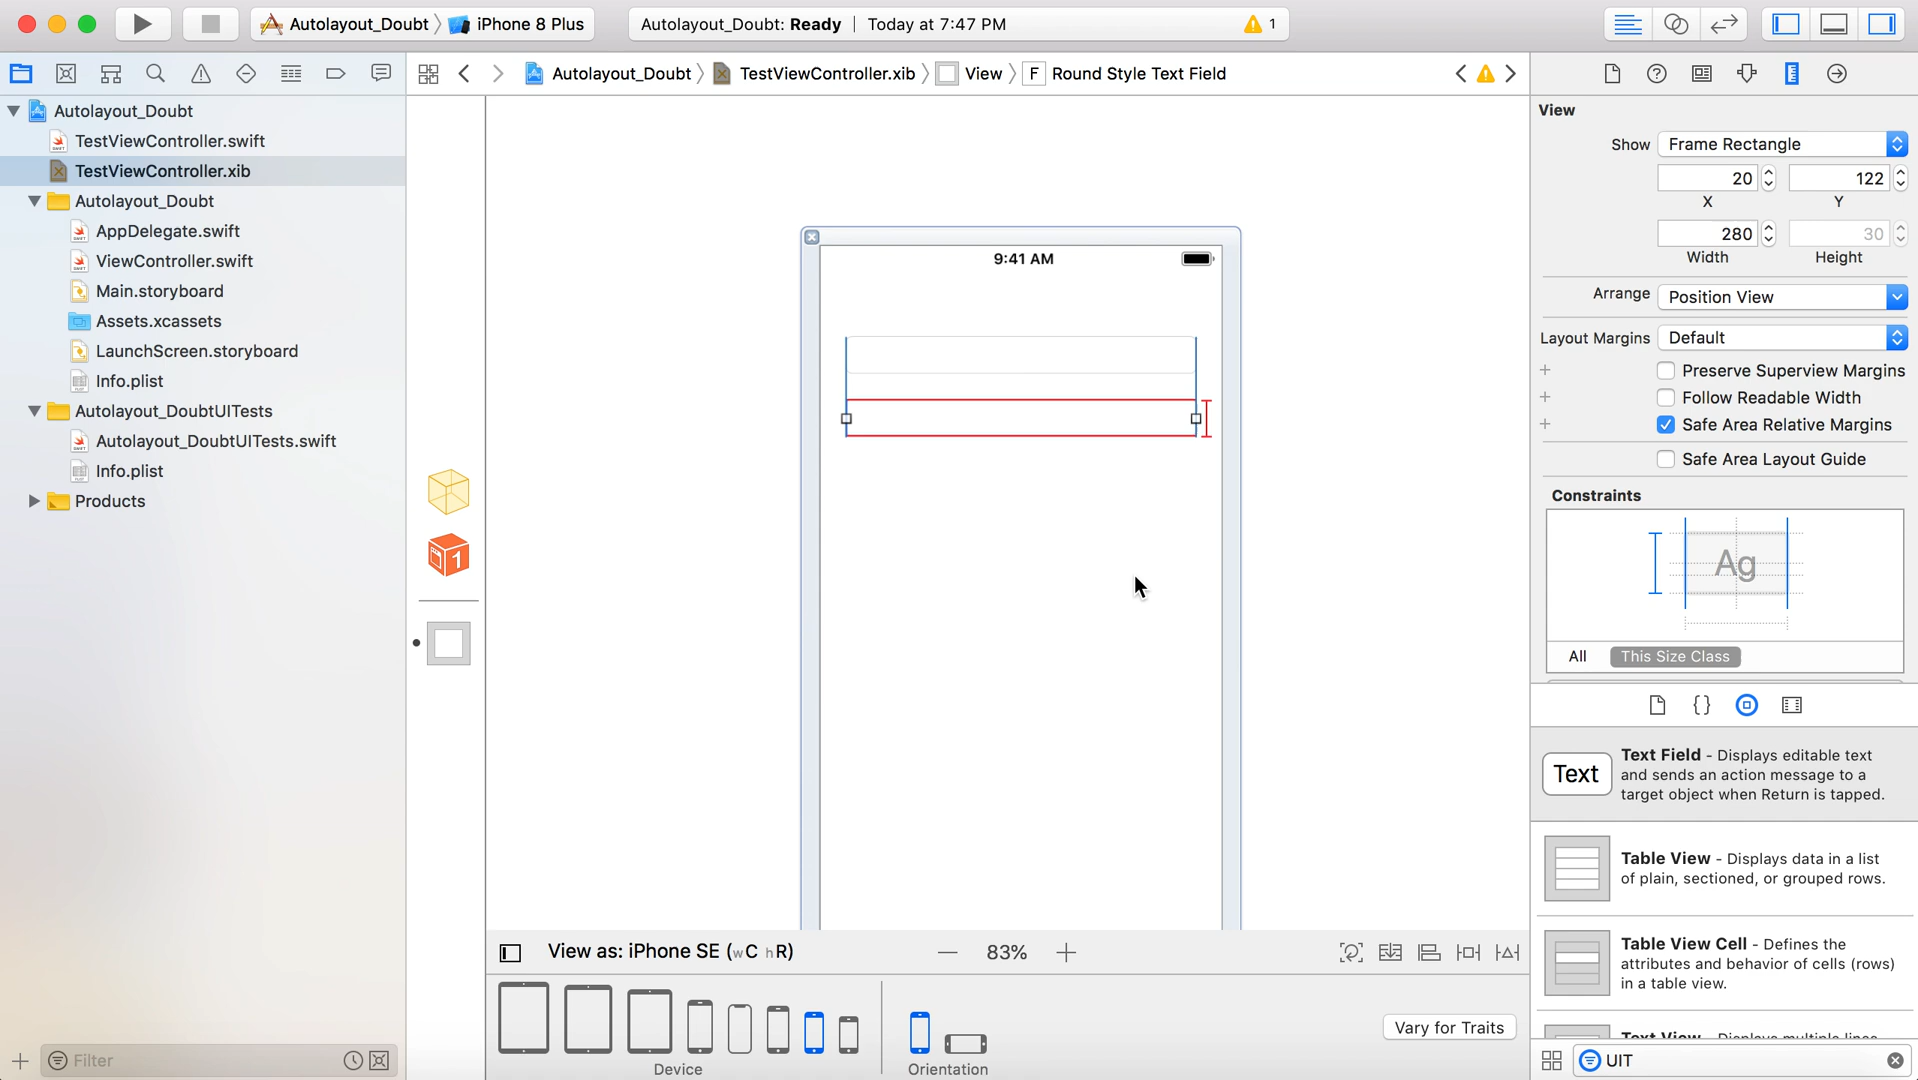 Autolayout_Doubt
iPhone 8 Plus
Autolayout_Doubt: Ready
Today at 7:47 PM
1
Autolayout_Doubt
TestViewController.xib
View
F
Round Style Text Field
Autolayout_Doubt
TestViewController.swift
TestViewController.xib
Autolayout_Doubt
AppDelegate.swift
ViewController.swift
Main.storyboard
Assets.xcassets
LaunchScreen.storyboard
Info.plist
Autolayout_DoubtUITests
Autolayout_DoubtUITests.swift
Info.plist
Products
Filter
1
9:41 AM
View as: iPhone SE (wC hR)
83%
Device
Orientation
Vary for Traits
View
Show
Frame Rectangle
20
122
X
Y
280
30
Width
Height
Arrange
Position View
Layout Margins
Default
Preserve Superview Margins
Follow Readable Width
Safe Area Relative Margins
Safe Area Layout Guide
Constraints
Ag
All
This Size Class
{}
Text
Text Field - Displays editable text
and sends an action message to a
target object when Return is tapped.
Table View - Displays data in a list
of plain, sectioned, or grouped rows.
Table View Cell - Defines the
attributes and behavior of cells (rows)
in a table view.
Text View - Displays multiple lines
UIT